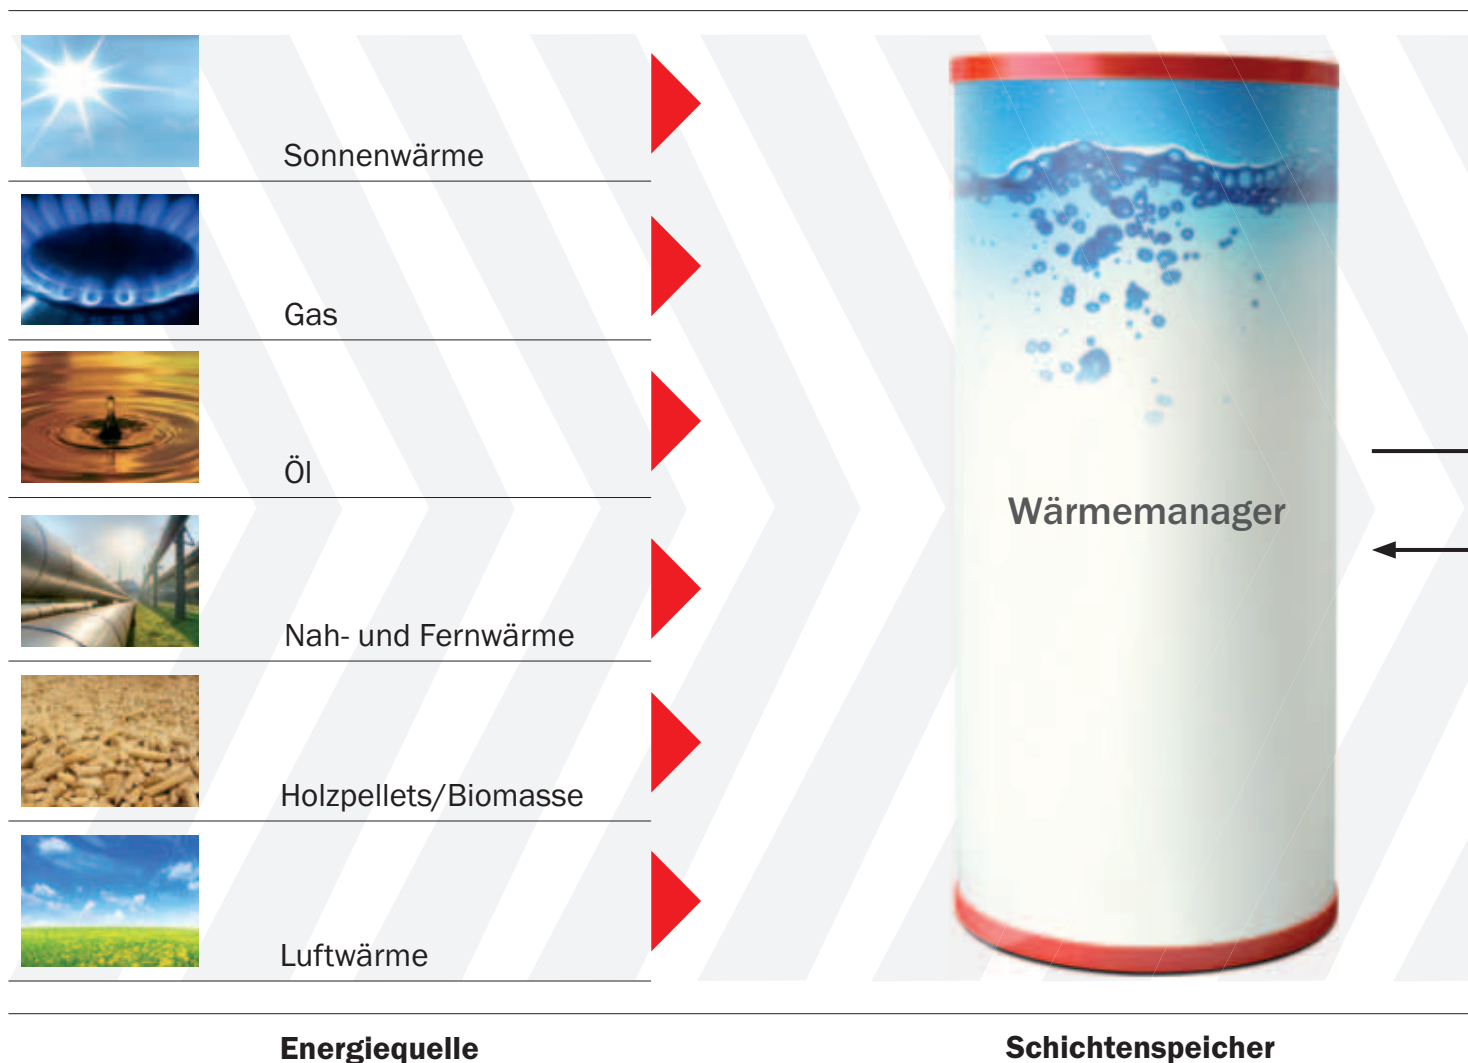 Sonnenwärme
Gas
Öl
Nah- und Fernwärme
Holzpellets/Biomasse
Luftwärme
Wärmemanager
Energiequelle
Schichtenspeicher